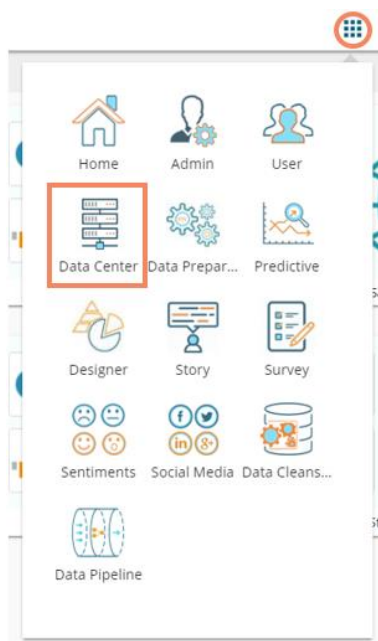 Home Admin User
Data Center Data Prepar... Predictive
Designer Story Survey
Sentiments Social Media Data Cleans...
Data Pipeline